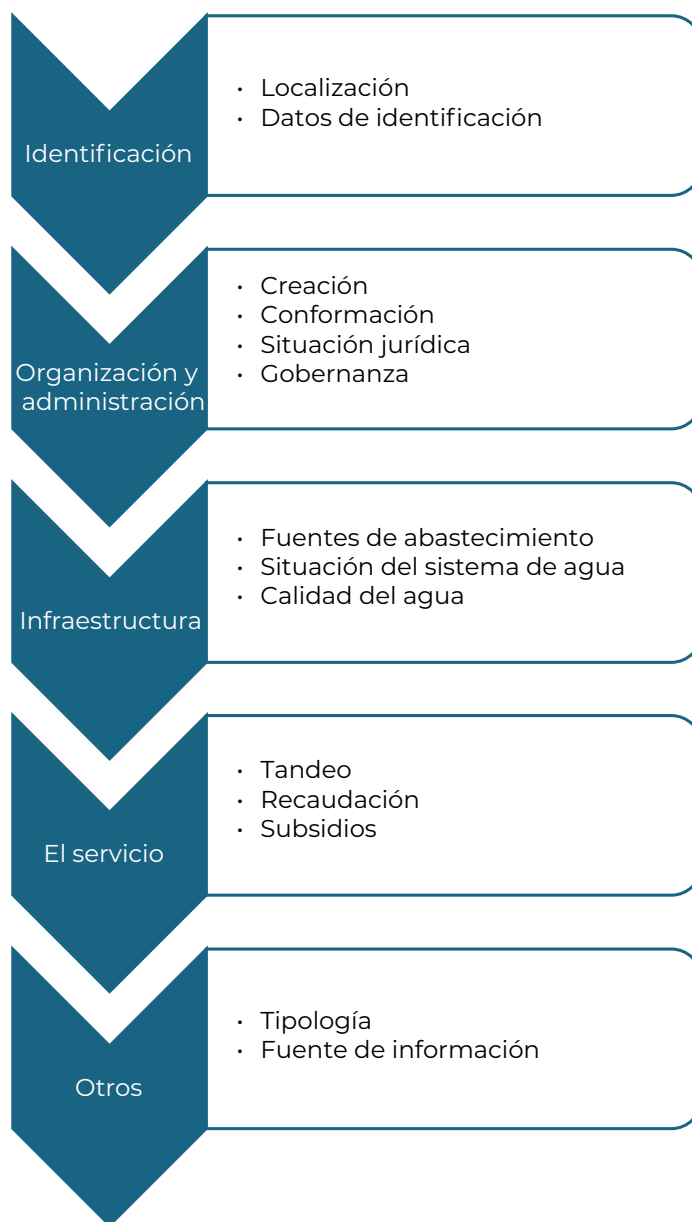 Identificación
• Localización
• Datos de identificación
Organización y
administración
• Creación
• Conformación
• Situación jurídica
• Gobernanza
Infraestructura
• Fuentes de abastecimiento
• Situación del sistema de agua
• Calidad del agua
El servicio
• Tandeo
• Recaudación
• Subsidios
Otros
• Tipología
• Fuente de información